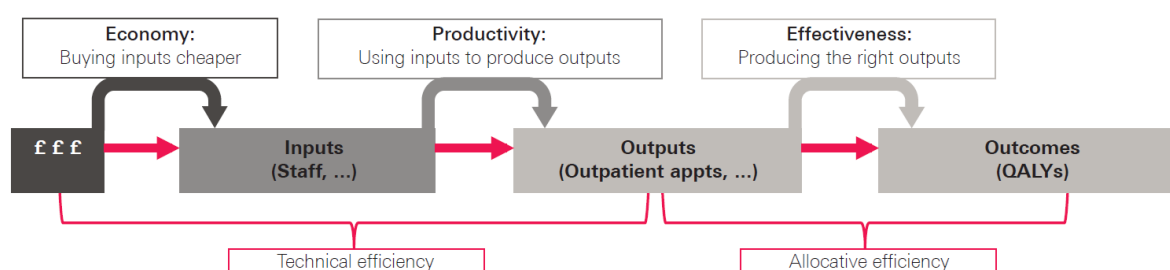 Economy:
Buying inputs cheaper
Productivity:
Using inputs to produce outputs
Effectiveness:
Producing the right outputs
£ £ £
Inputs
(Staff, ...)
Outputs
(Outpatient appts, ...)
Outcomes
(QALYs)
Technical efficiency
Allocative efficiency